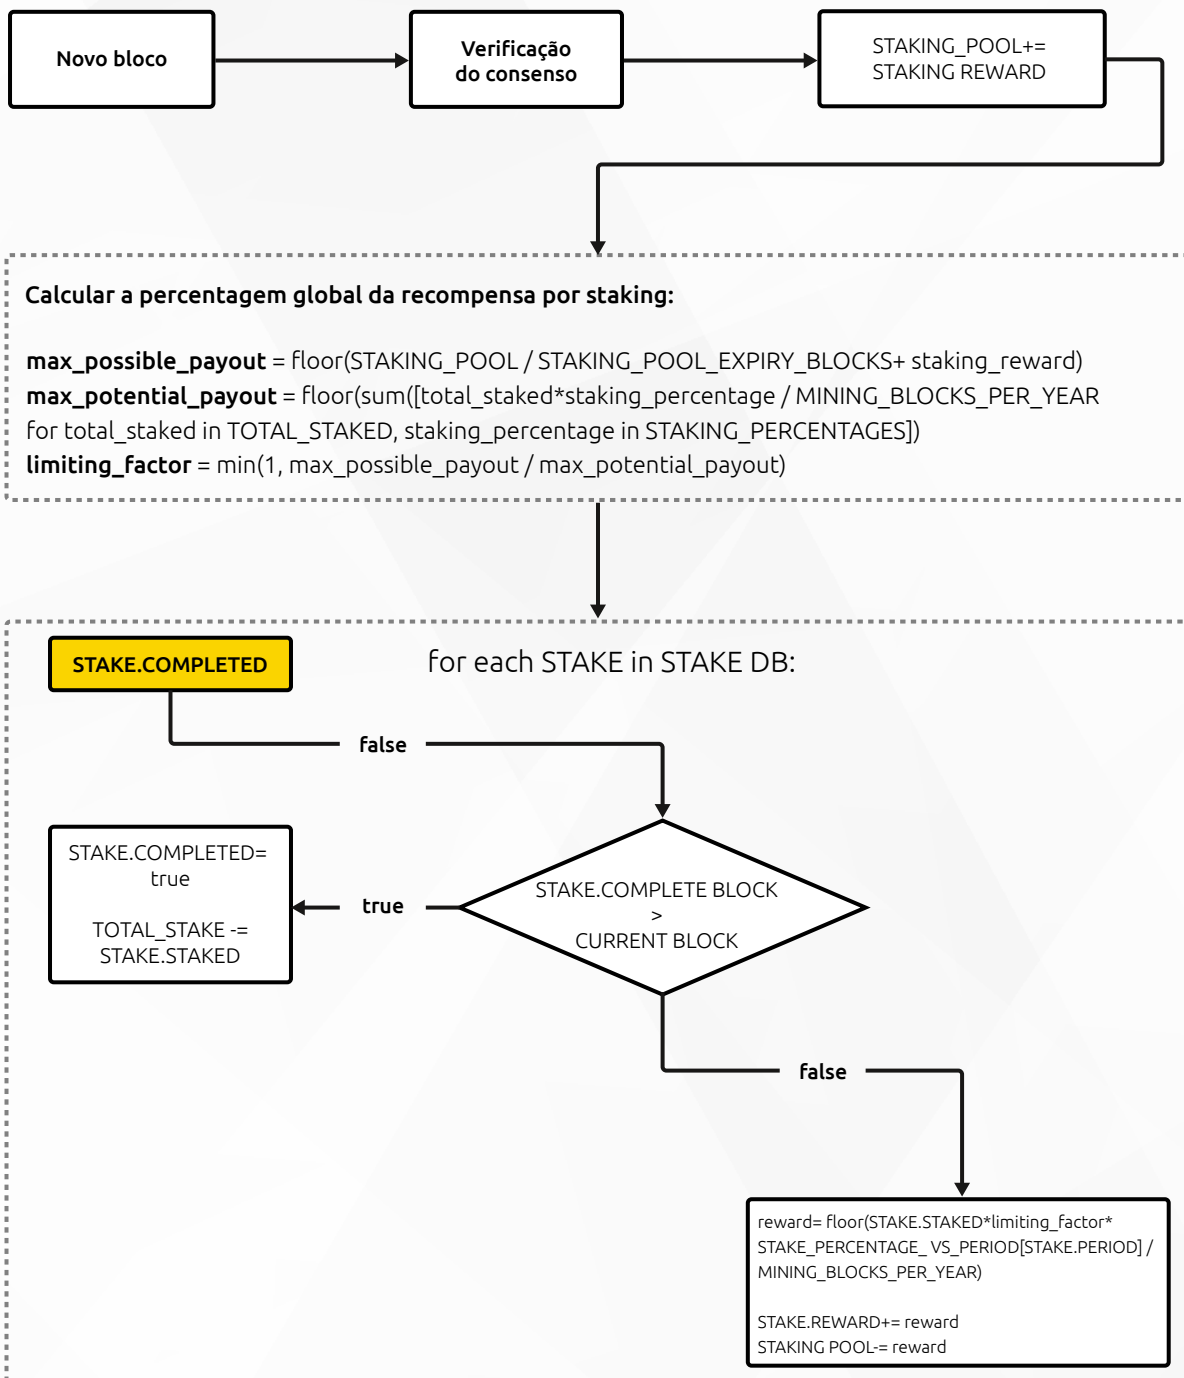 Novo bloco
Verificação
do consenso
STAKING_POOL+=
STAKING REWARD
Calcular a percentagem global da recompensa por staking:
max_possible_payout = floor(STAKING_POOL / STAKING_POOL_EXPIRY_BLOCKS+ staking_reward)
max_potential_payout = floor(sum([total_staked*staking_percentage / MINING_BLOCKS_PER_YEAR
for total_staked in TOTAL_STAKED, staking_percentage in STAKING_PERCENTAGES])
limiting_factor = min(1, max_possible_payout / max_potential_payout)
STAKE.COMPLETED
for each STAKE in STAKE DB:
false
STAKE.COMPLETED=
true
TOTAL_STAKE -=
STAKE.STAKED
true
STAKE.COMPLETE BLOCK
>
CURRENT BLOCK
false
reward= floor(STAKE.STAKED*limiting_factor*
STAKE_PERCENTAGE_ VS_PERIOD[STAKE.PERIOD] /
MINING_BLOCKS_PER_YEAR)
STAKE.REWARD+= reward
STAKING POOL-= reward